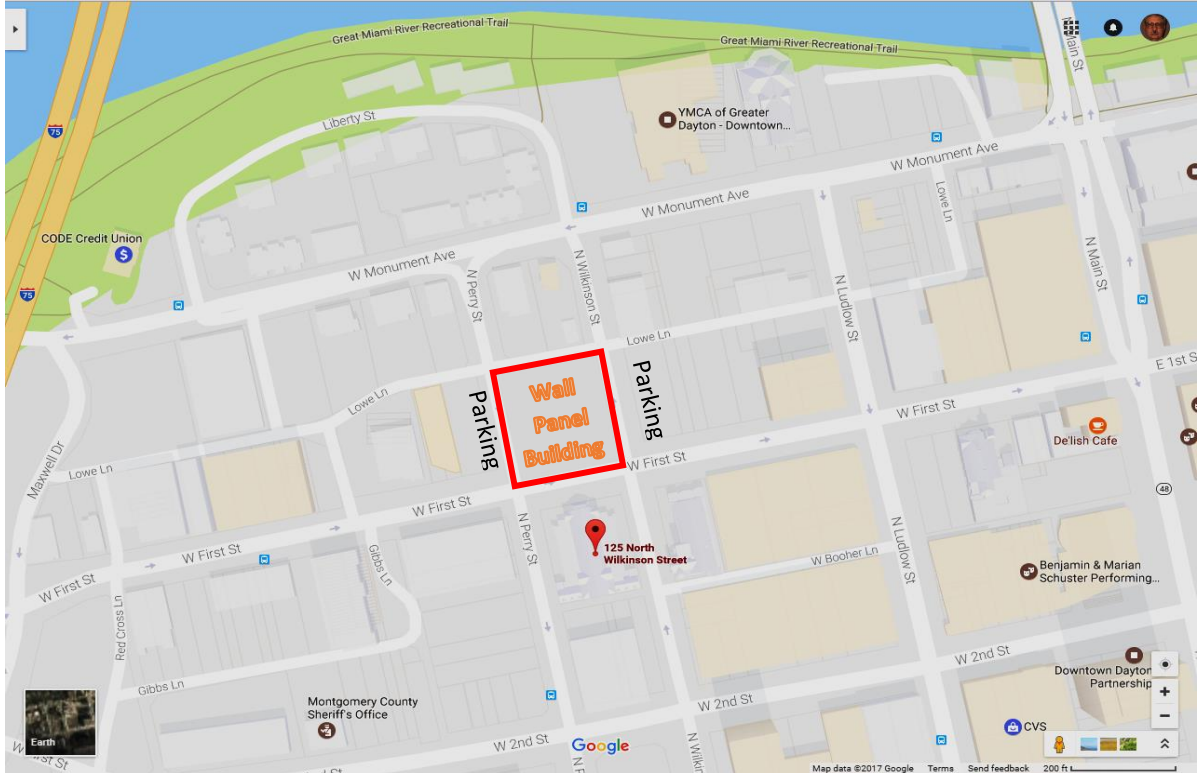 Great Miami River Recreational Trail
Great Miami River Recreational Trail
N Main St
75
Liberty St
YMCA of Greater
Dayton - Downtown...
W Monument Ave
Lowe Ln
W Monument Ave
CODE Credit Union
$
W Monument Ave
N Perry St
N Wilkinson St
N Ludlow St
N Main St
75
Lowe Ln
E 1st S
Parking
Wall
Panel
Building
Parking
Lowe Ln
W First St
De'lish Cafe
Maxwell Dr
Lowe Ln
W First St
W First St
48
N Perry St
N Ludlow St
125 North
Wilkinson Street
W First St
Gibbs Ln
W Booher Ln
Benjamin & Marian
Schuster Performing...
W First St
Red Cross Ln
W 2nd St
Gibbs Ln
Downtown Dayton
Partnership
Montgomery County
Sheriff's Office
W 2nd St
Earth
W 2nd St
Google
CVS
Map data ©2017 Google
Terms
Send feedback
200 ft